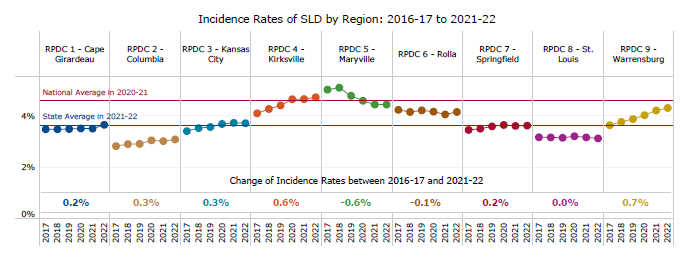 Incidence Rates of SLD by Region: 2016-17 to 2021-22
RPDC 1 - Cape Girardeau
RPDC 2 - Columbia
RPDC 3 - Kansas City
RPDC 4 - Kirksville
RPDC 5 - Maryville
RPDC 6 - Rolla
RPDC 7 - Springfield
RPDC 8 - St. Louis
RPDC 9 - Warrensburg
National Average in 2020-21
4%
State Average in 2021-22
2%
Change of Incidence Rates between 2016-17 and 2021-22
0%
0.2% 0.3% 0.3% 0.6% -0.6% -0.1% 0.2% 0.0% 0.7%
2017 2018 2019 2020 2021 2022 2017 2018 2019 2020 2021 2022 2017 2018 2019 2020 2021 2022 2017 2018 2019 2020 2021 2022 2017 2018 2019 2020 2021 2022 2017 2018 2019 2020 2021 2022 2017 2018 2019 2020 2021 2022 2017 2018 2019 2020 2021 2022 2017 2018 2019 2020 2021 2022